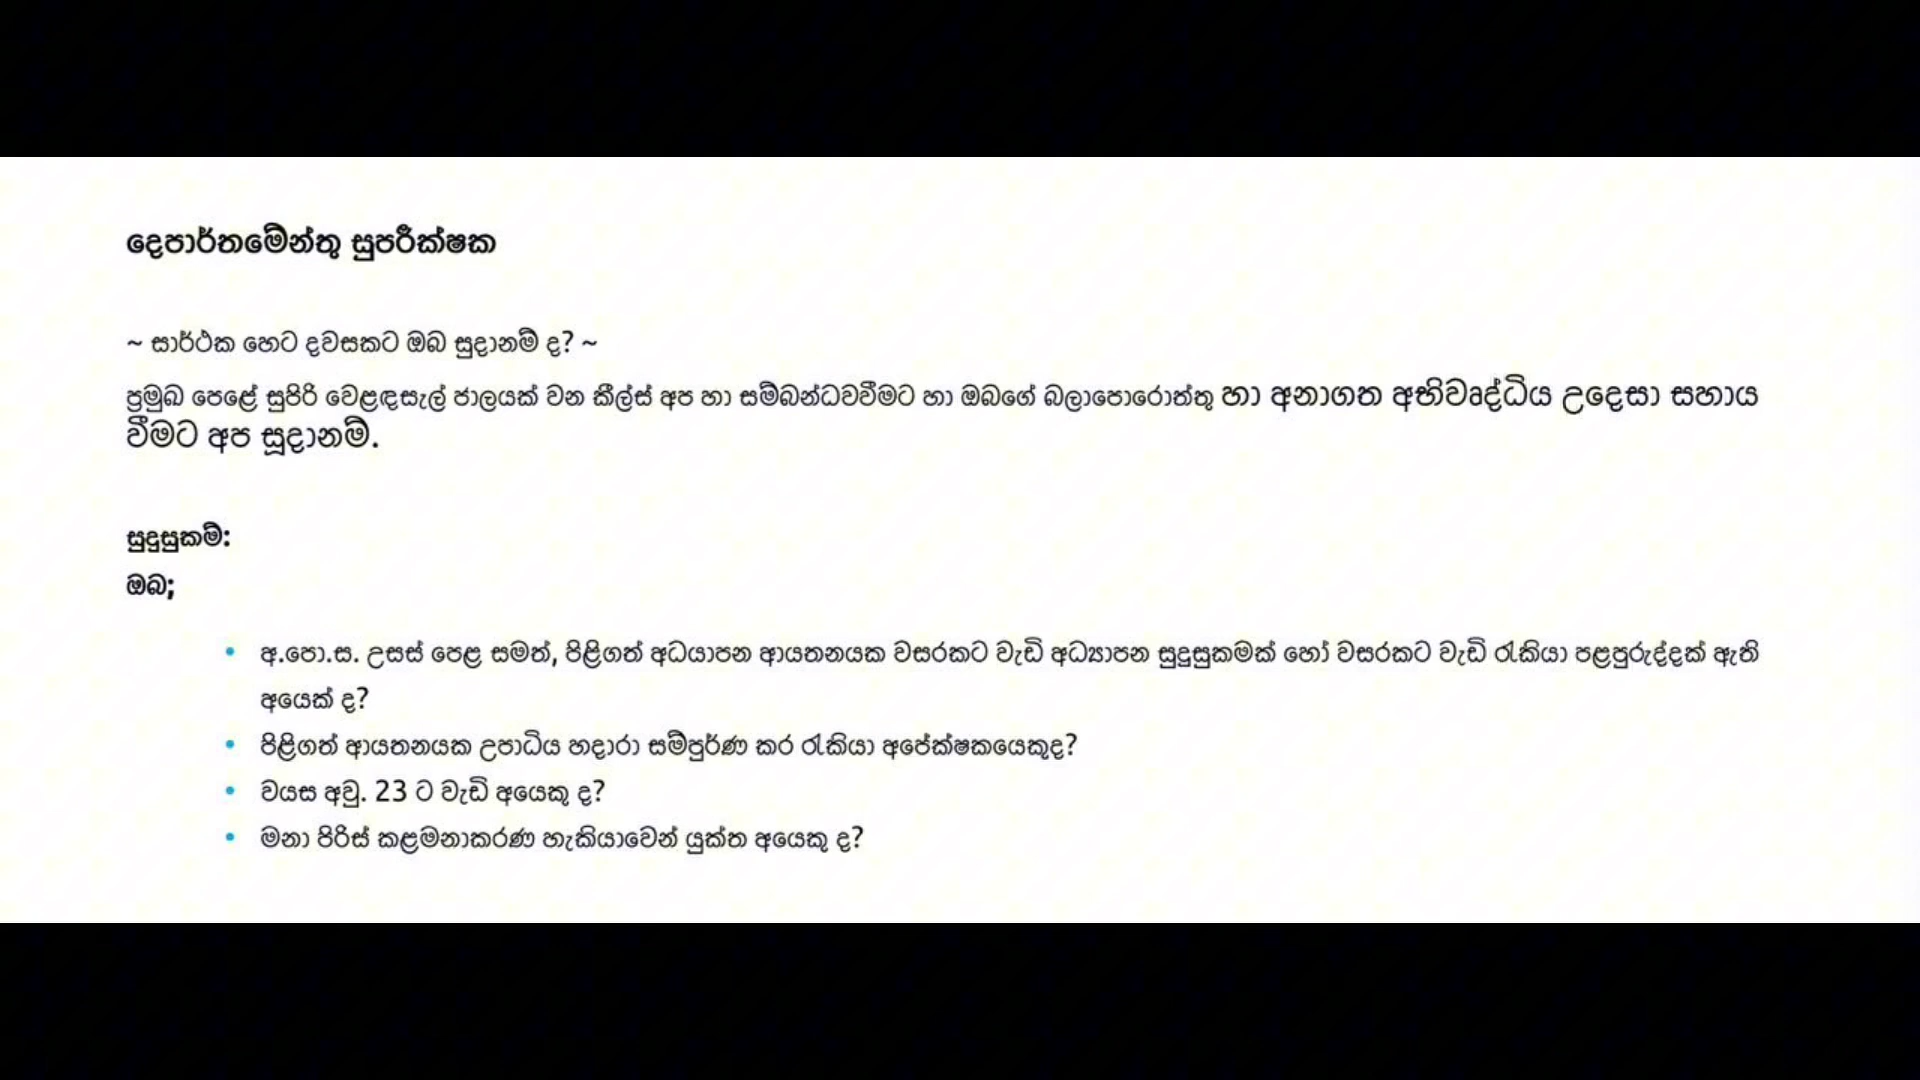 දෙපාර්තමේන්තු සුපරීක්ෂක
~ සාර්ථක හෙට දවසකට ඔබ සුදානම් ද? ~
ප්‍රමුඛ පෙළේ සුපිරි වෙළඳසැල් ජාලයක් වන කීල්ස් අප හා සම්බන්ධවවීමට හා ඔබගේ බලාපොරොත්තු හා අනාගත අභිවෘද්ධිය උදෙසා සහාය
වීමට අප සූදානම්.
සුදුසුකම්:
ඔබ;
• අ.පො.ස. උසස් පෙළ සමත්, පිළිගත් අධයාපන ආයතනයක වසරකට වැඩි අධ්‍යාපන සුදුසුකමක් හෝ වසරකට වැඩි රැකියා පළපුරුද්දක් ඇති
අයෙක් ද?
• පිළිගත් ආයතනයක උපාධිය හදාරා සම්පුර්ණ කර රැකියා අපේක්ෂකයෙකුද?
• වයස අවු. 23 ට වැඩි අයෙකු ද?
• මනා පිරිස් කළමනාකරණ හැකියාවෙන් යුක්ත අයෙකු ද?